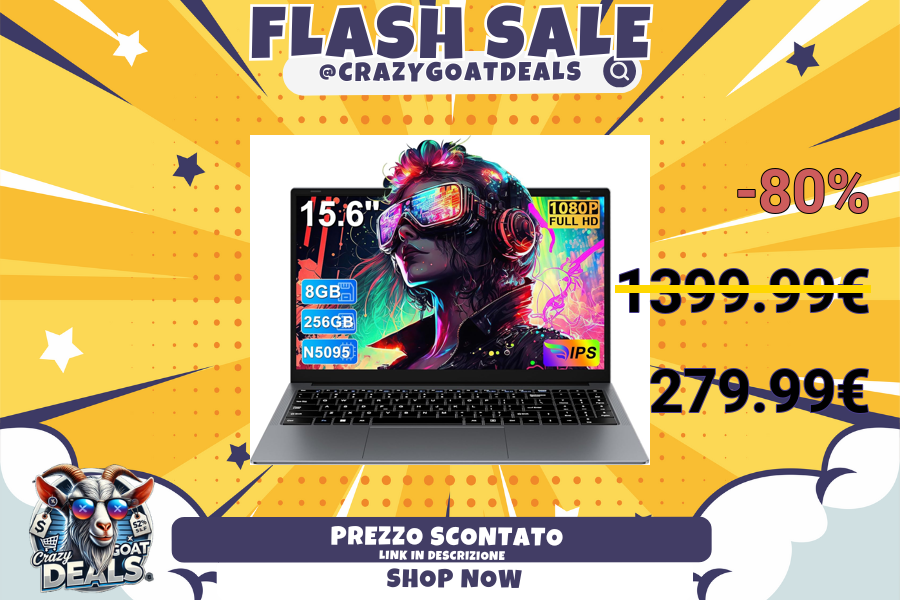 FLASH SALE
@CRAZYGOATDEALS
-80%
15.6"
1080P
FULL HD
1399.99€
8GB
256GB
N5095
IPS
279.99€
$
52%
Crazy
GOAT
DEALS
PREZZO SCONTATO
LINK IN DESCRIZIONE
SHOP NOW